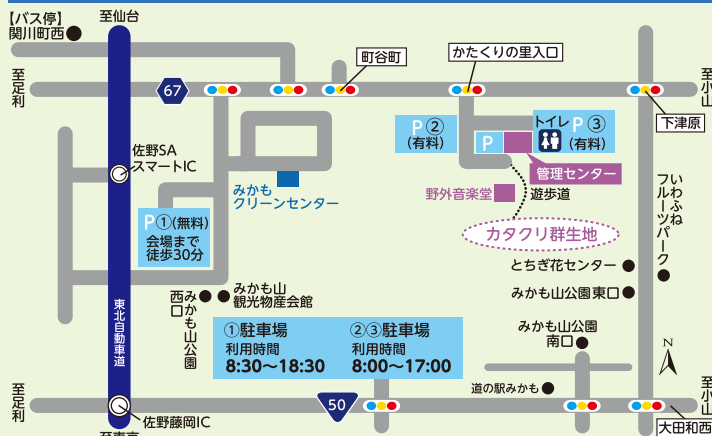 【バス停】
関川町西
至仙台
至足利
67
町谷町
かたくりの里入口
至小山
下津原
P②
(有料)
P
トイレ
P③
(有料)
管理センター
佐野SA
スマートIC
みかも
クリーンセンター
野外音楽堂
遊歩道
カタクリ群生地
いわふね
フルーツパーク
P①(無料)
会場まで
徒歩30分
とちぎ花センター
みかも山公園東口
みかも山
観光物産会館
みかも山公園
西口
東北自動車道
①駐車場
利用時間
8:30〜18:30
②③駐車場
利用時間
8:00〜17:00
みかも山公園
南口
N
道の駅みかも
至足利
50
至小山
佐野藤岡IC
大田和西
至東京